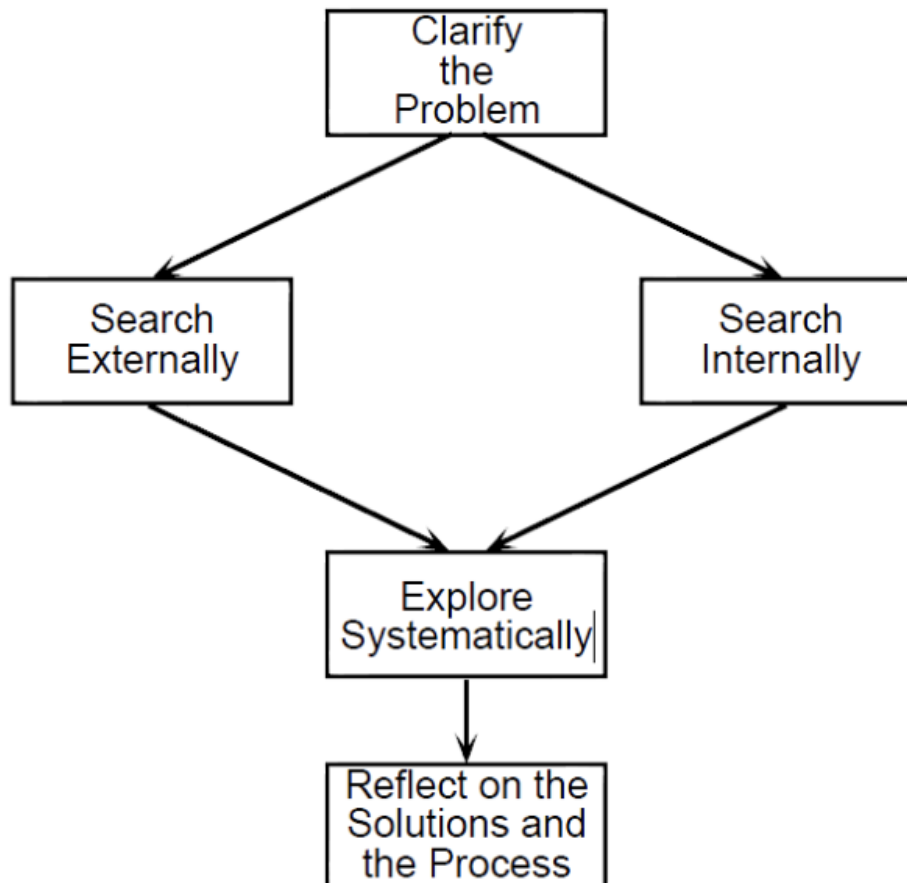 Clarify
the
Problem
Search
Externally
Search
Internally
Explore
Systematically
Reflect on the
Solutions and
the Process